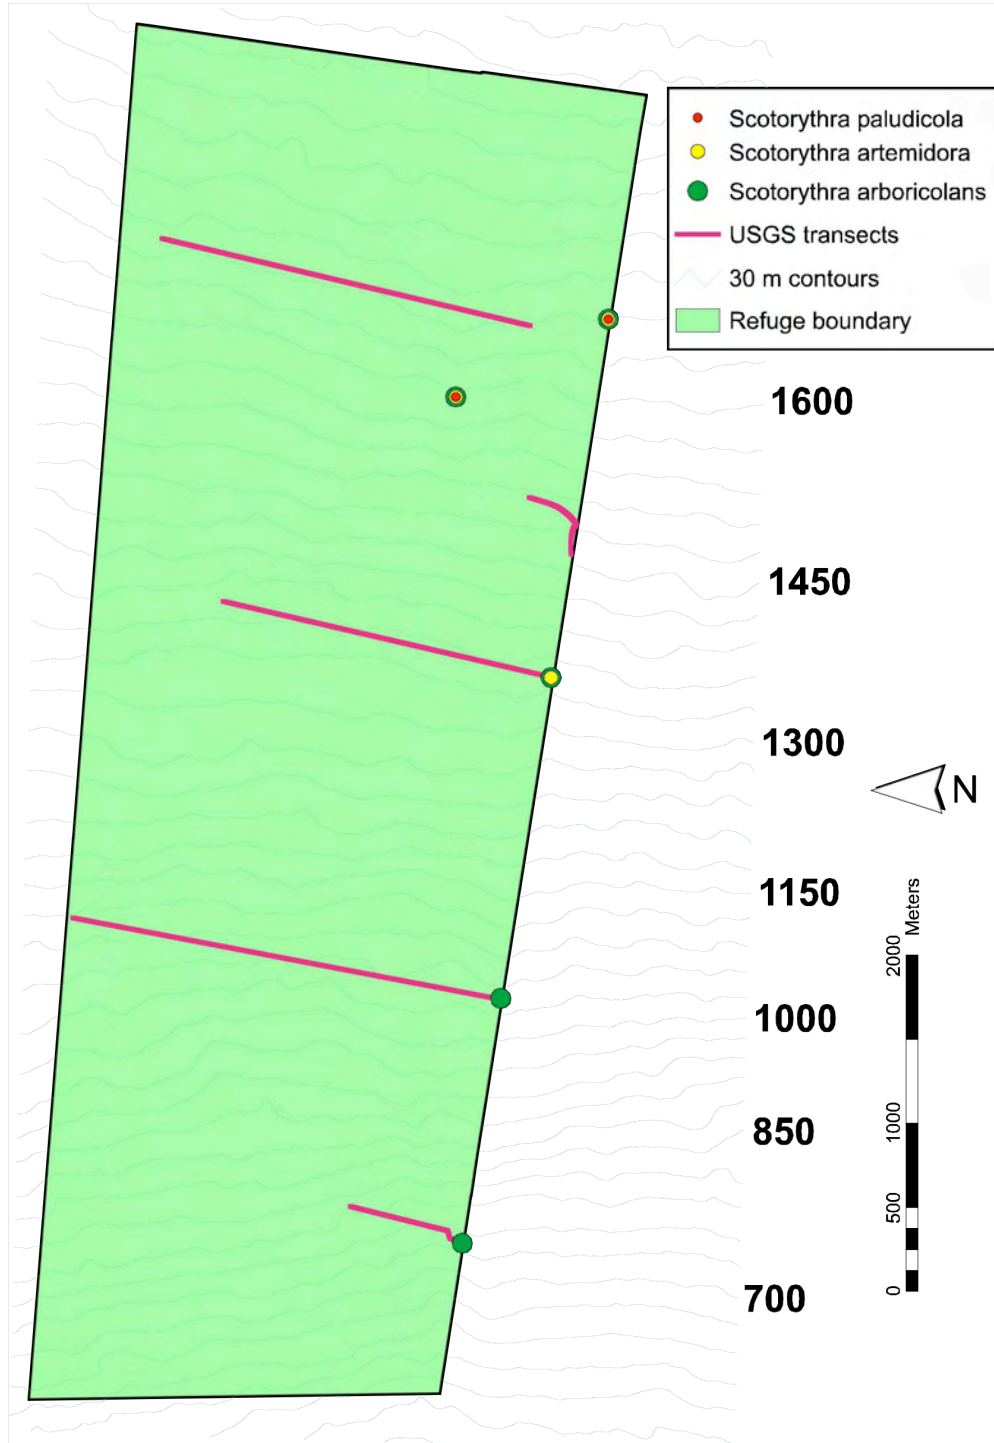 Scotorythra paludicola
Scotorythra artemidora
Scotorythra arboricolans
USGS transects
30 m contours
Refuge boundary
1600
1450
1300
N
1150
Meters
2000
1000
1000
850
500
0
700